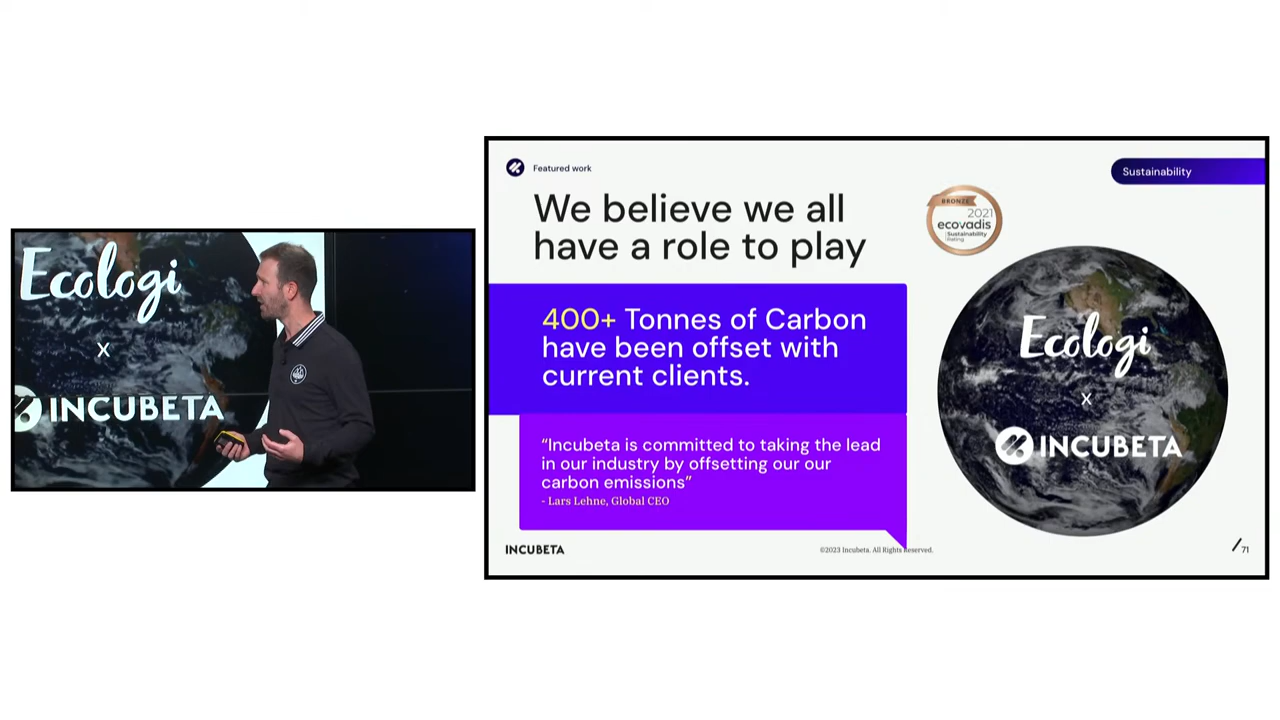 Ecologi
x
INCUBETA
Featured work
Sustainability
We believe we all
have a role to play
BRONZE
2021
ecovadis
Sustainability
Rating
400+ Tonnes of Carbon
have been offset with
current clients.
Ecologi
x
INCUBETA
“Incubeta is committed to taking the lead
in our industry by offsetting our our
carbon emissions”
- Lars Lehne, Global CEO
INCUBETA
©2023 Incubeta. All Rights Reserved.
71